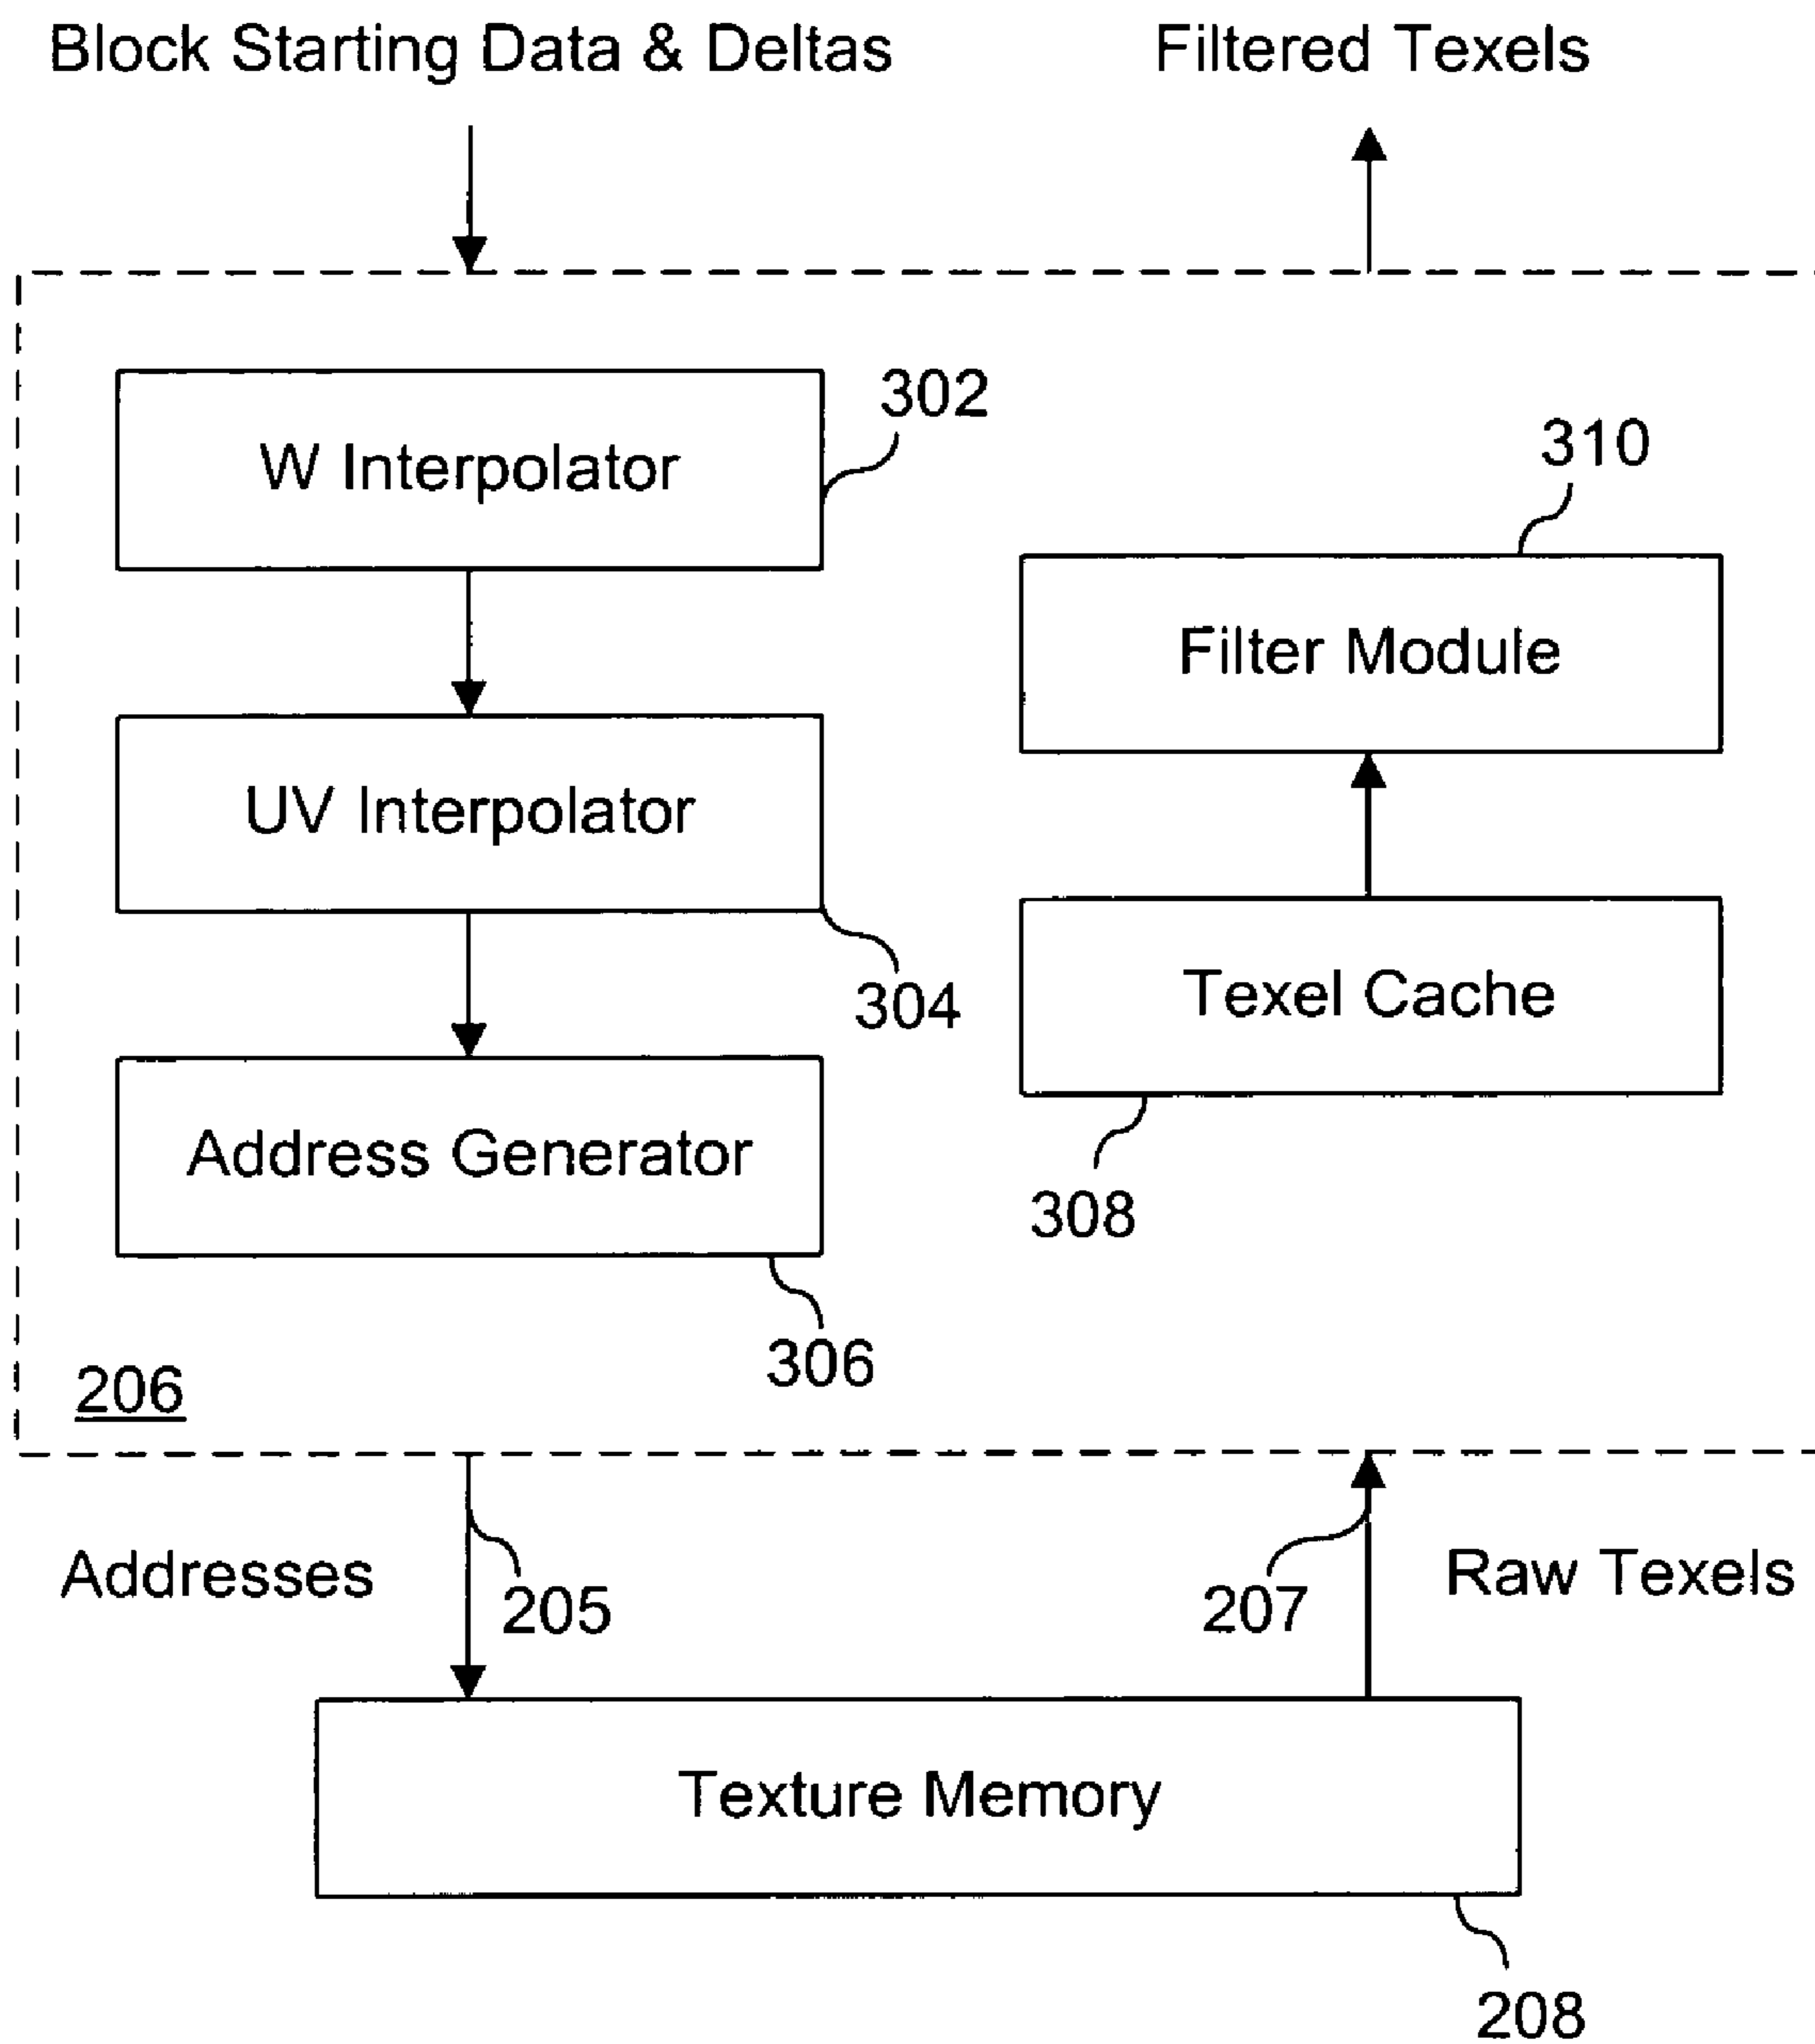 Block Starting Data & Deltas
Filtered Texels
302
W Interpolator
310
Filter Module
UV Interpolator
304
Texel Cache
Address Generator
308
306
206
Addresses
205
207
Raw Texels
Texture Memory
208